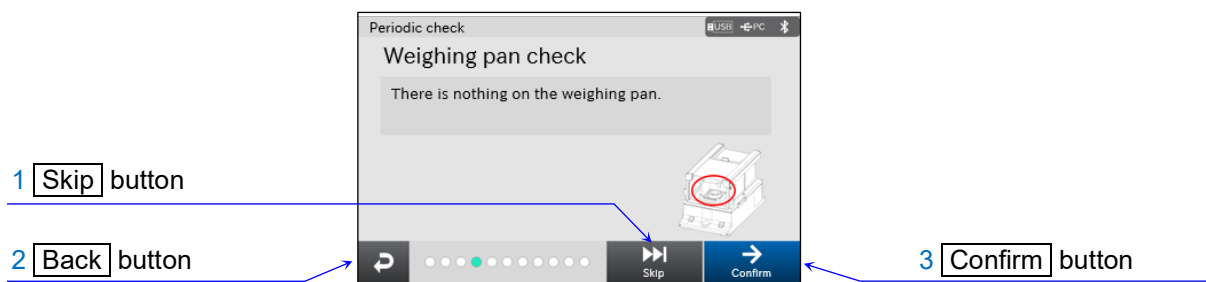 Periodic check
USB PC
Weighing pan check
There is nothing on the weighing pan.
1 Skip button
2 Back button
Skip
Confirm
3 Confirm button